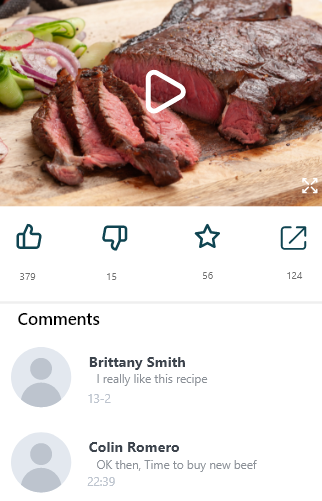 379
15
56
124
Comments
Brittany Smith
I really like this recipe
13-2
Colin Romero
OK then, Time to buy new beef
22:39